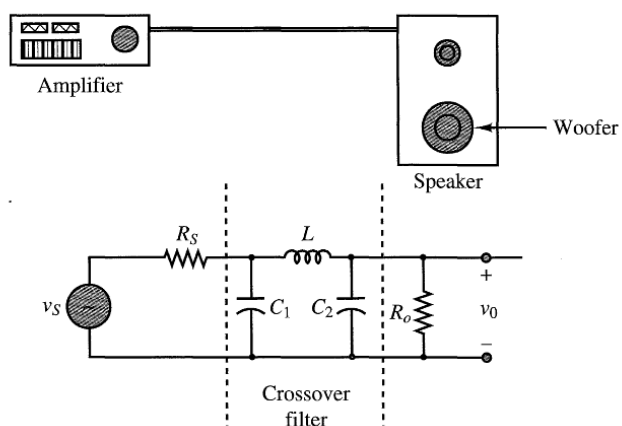 Amplifier
Woofer
Speaker
R_S
L
v_S
C_1
C_2
R_o
+
v_0
−
Crossover
filter